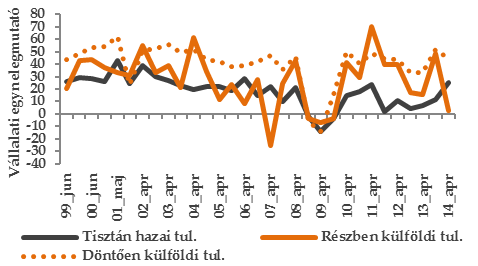 Vállalati egynelegmutató
80
70
60
50
40
30
20
10
0
-10
-20
-30
-40
99_jun
00_jun
01_maj
02_apr
03_apr
04_apr
05_apr
06_apr
07_apr
08_apr
09_apr
10_apr
11_apr
12_apr
13_apr
14_apr
Tisztán hazai tul.
Részben külföldi tul.
Döntően külföldi tul.